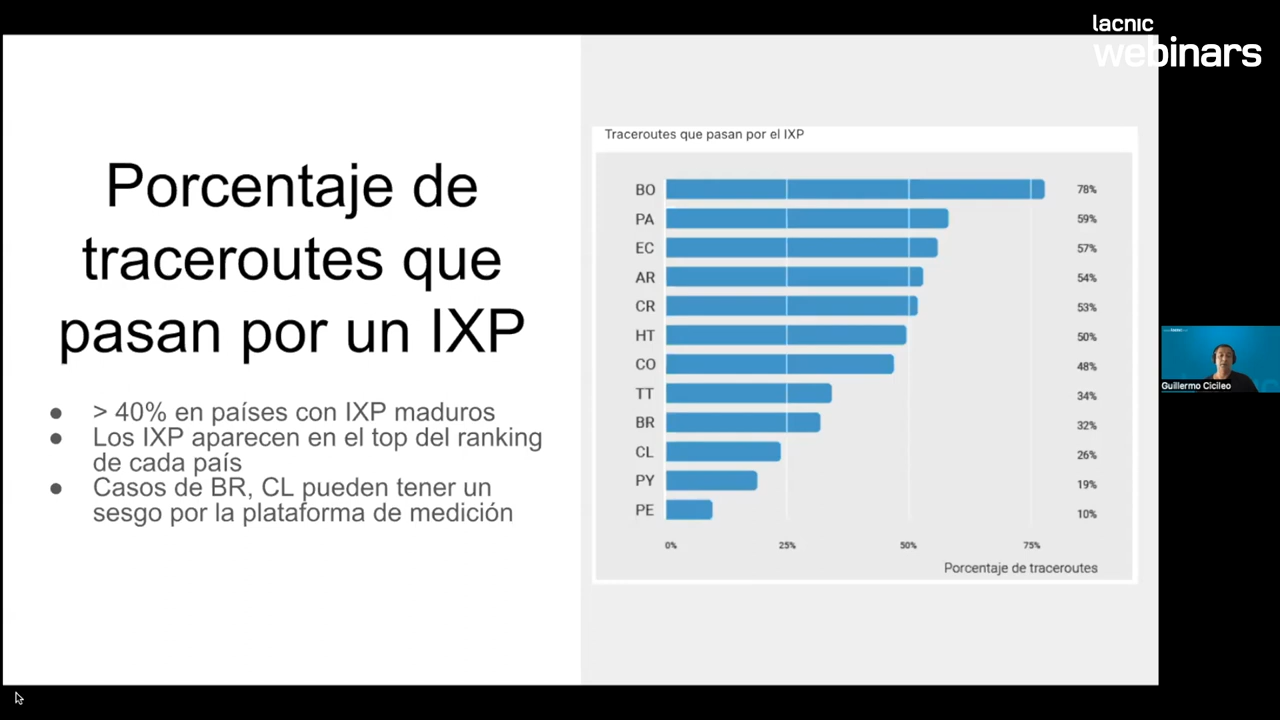 lacnic
webinars
Porcentaje de
traceroutes que
pasan por un IXP
● > 40% en países con IXP maduros
● Los IXP aparecen en el top del ranking
de cada país
● Casos de BR, CL pueden tener un
sesgo por la plataforma de medición
Traceroutes que pasan por el IXP
BO 78%
PA 59%
EC 57%
AR 54%
CR 53%
HT 50%
CO 48%
TT 34%
BR 32%
CL 26%
PY 19%
PE 10%
0% 25% 50% 75%
Porcentaje de traceroutes
Guillermo Cicileo